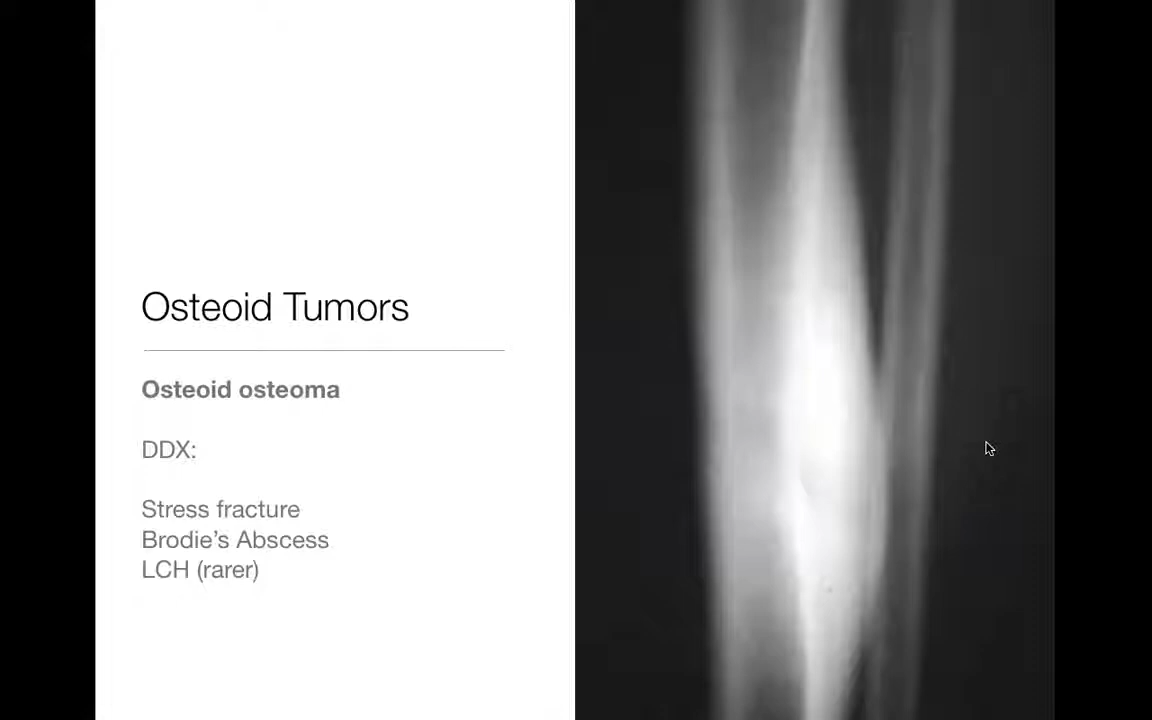 Osteoid Tumors
Osteoid osteoma
DDX:
Stress fracture
Brodie’s Abscess
LCH (rarer)